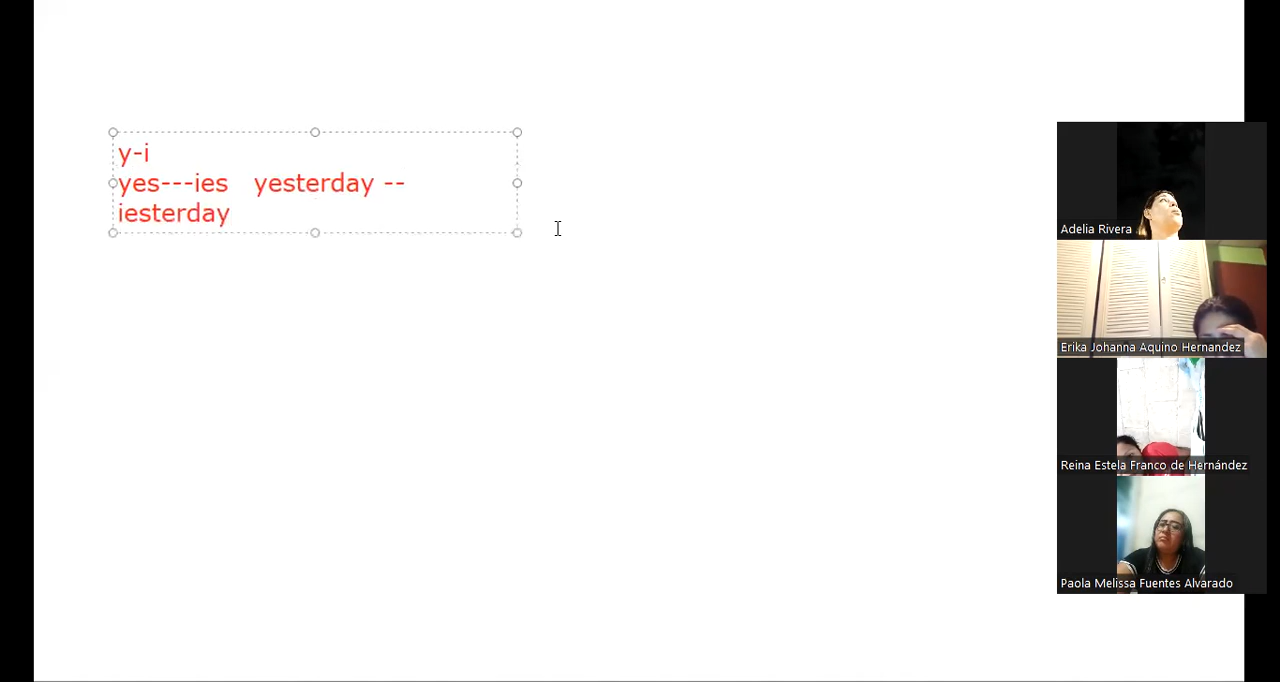 y-i
yes---ies   yesterday --
iesterday
Adelia Rivera
Erika Johanna Aquino Hernandez
Reina Estela Franco de Hernández
Paola Melissa Fuentes Alvarado